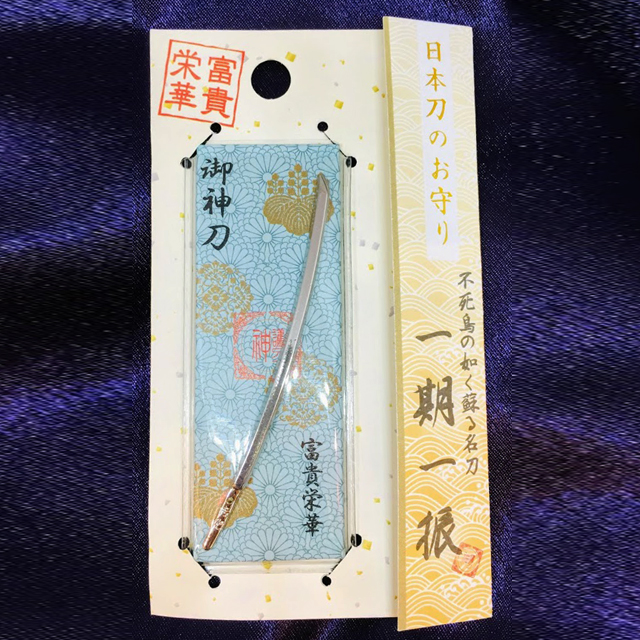 日本刀のお守り
不死鳥の如く蘇る名刀
一期一振
富貴
栄華
御神刀
富貴栄華